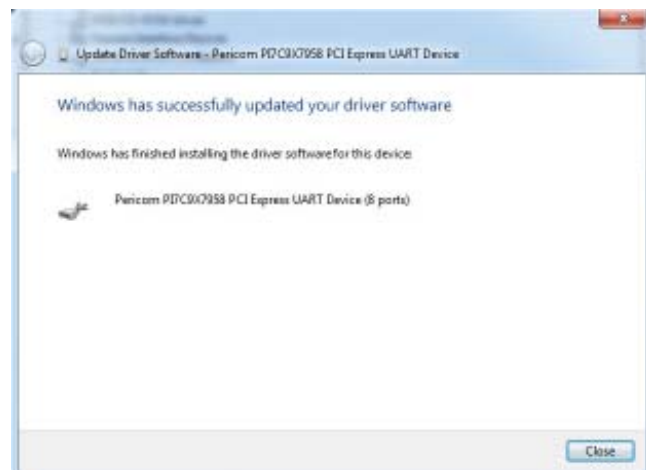 Update Driver Software - Pericom PI7C9X7958 PCI Express UART Device
Windows has successfully updated your driver software
Windows has finished installing the driver software for this device:
Pericom PI7C9X7958 PCI Express UART Device (8 ports)
Close